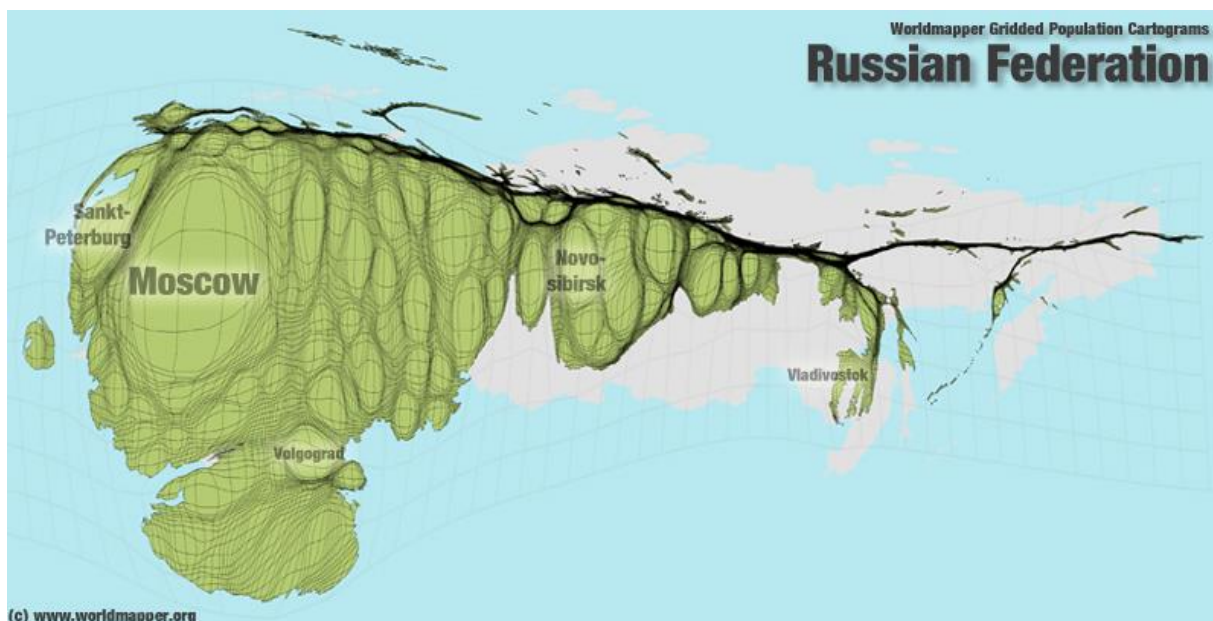 Worldmapper Gridded Population Cartograms
Russian Federation
Sankt-
Peterburg
Moscow
Novo-
sibirsk
Vladivostok
Volgograd
(c) www.worldmapper.org